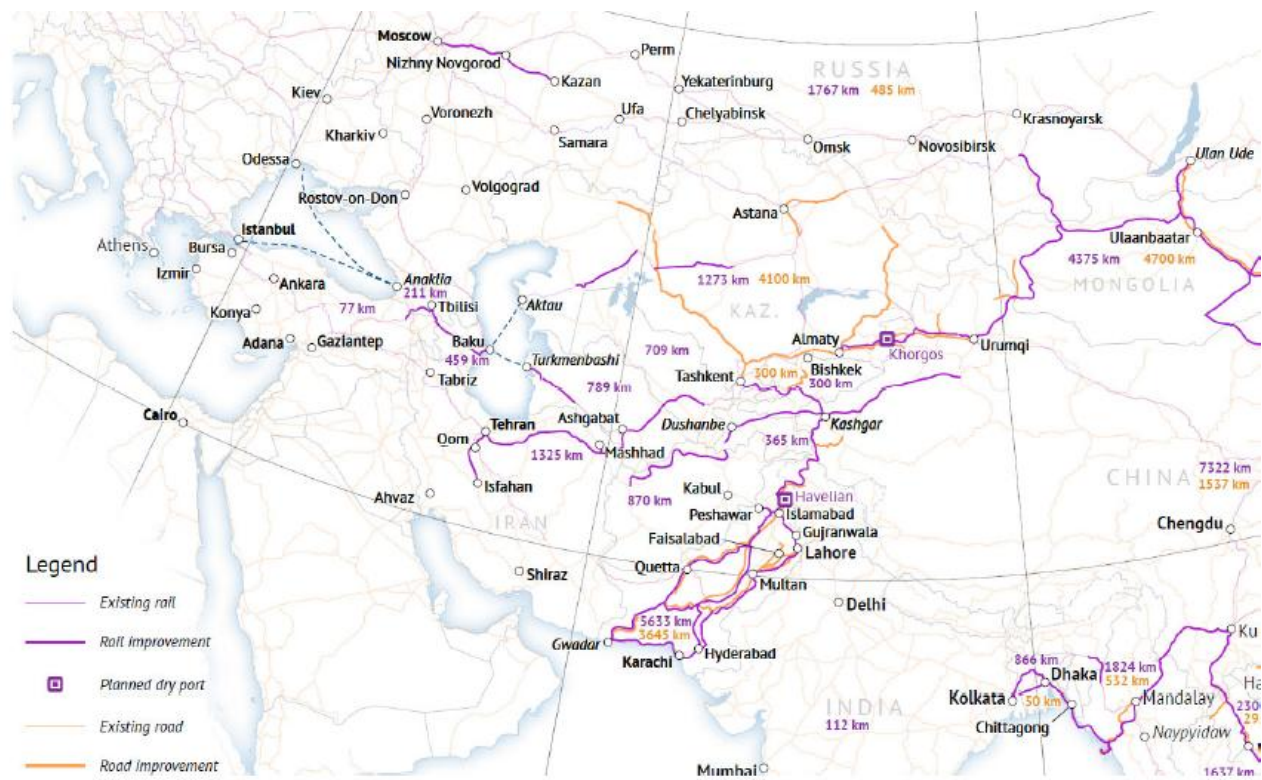 Moscow
Nizhny Novgorod
Kazan
Perm
Yekaterinburg
RUSSIA
1767 km 485 km
Kiev
Voronezh
Ufa
Chelyabinsk
Krasnoyarsk
Kharkiv
Samara
Omsk
Novosibirsk
Ulan Ude
Odessa
Rostov-on-Don
Volgograd
Astana
Istanbul
Athens
Bursa
Izmir
Ankara
Anaklia
211 km
Ulaanbaatar
4375 km 4700 km
MONGOLIA
1273 km 4100 km
KAZ.
Konya
77 km
Tbilisi
Aktau
Adana
Gaziantep
Baku
459 km
Turkmenbashi
709 km
Almaty
Khorgos
Urumqi
Bishkek
300 km
300 km
Tashkent
Tabriz
789 km
Cairo
Tehran
Ashgabat
Dushanbe
Kashgar
Qom
1325 km
Mashhad
365 km
Isfahan
870 km
Kabul
Havelian
CHINA
7322 km
1537 km
Ahvaz
IRAN
Peshawar
Islamabad
Gujranwala
Chengdu
Faisalabad
Lahore
Legend
Quetta
Multan
Shiraz
Delhi
Existing rail
Rail improvement
Planned dry port
Existing road
Road improvement
5633 km
3645 km
Gwadar
Karachi
Hyderabad
Ku
866 km
Dhaka
1824 km
532 km
Kolkata
50 km
Mandalay
Ha
2300
29
INDIA
112 km
Chittagong
Naypyidaw
Mumbai
1637 km